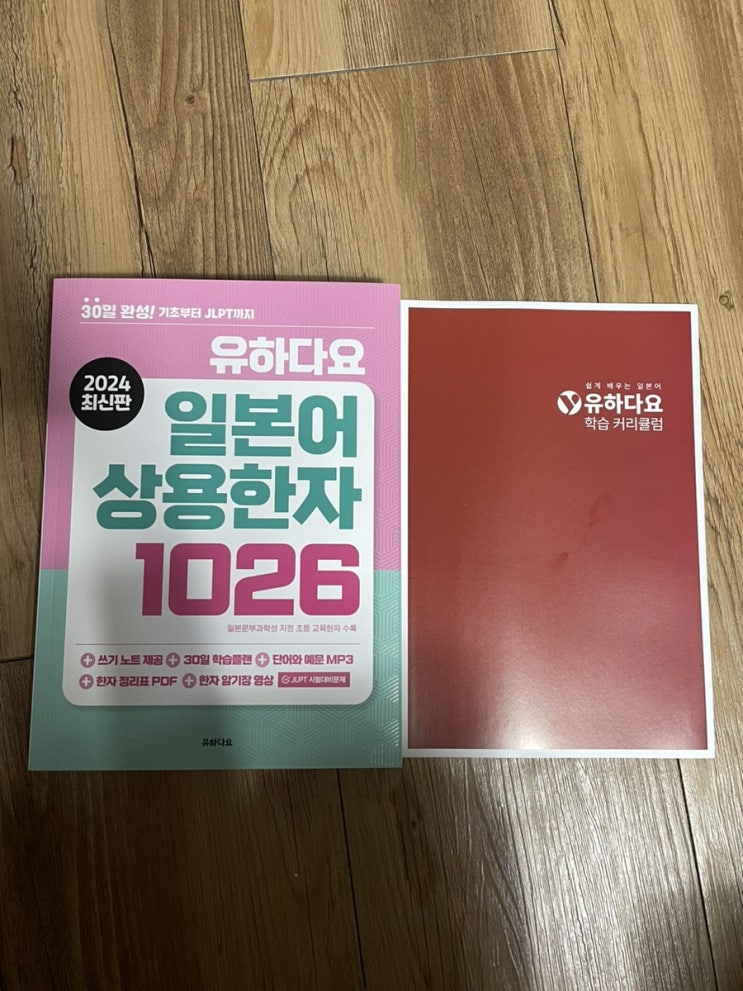 30일 완성! 기초부터 JLPT까지
유하다요
2024
최신판
일본어
상용한자
1026
일본문부과학성 지정 초등 교육한자 수록
쓰기 노트 제공 + 30일 학습플랜 + 단어와 예문 MP3
한자 정리표 PDF + 한자 암기장 영상 JLPT 시험대비문제
유하다요
쉽게 배우는 일본어
유하다요
학습 커리큘럼